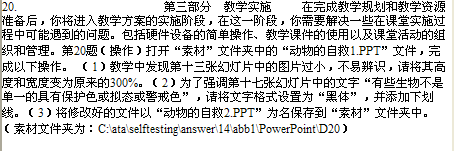 20.                    第三部分  教学实施      在完成教学规划和教学资源
准备后，你将进入教学方案的实施阶段，在这一阶段，你需要解决一些在课堂实施过
程中可能遇到的问题。包括硬件设备的简单操作、教学课件的使用以及课堂活动的组
织和管理。第20题(操作)打开“素材”文件夹中的“动物的自救1.PPT”文件，完
成以下操作。 (1)教学中发现第十三张幻灯片中的图片过小，不易辨识，请将其高
度和宽度变为原来的300%。(2)为了强调第十七张幻灯片中的文字“有些生物不是
单一的具有保护色或拟态或警戒色”，请将文字格式设置为“黑体”，并添加下划
线。(3)将修改好的文件以“动物的自救2.PPT”为名保存到“素材”文件夹中。
(素材文件夹为：C:\ata\selftesting\answer\14\abb1\PowerPoint\D20)